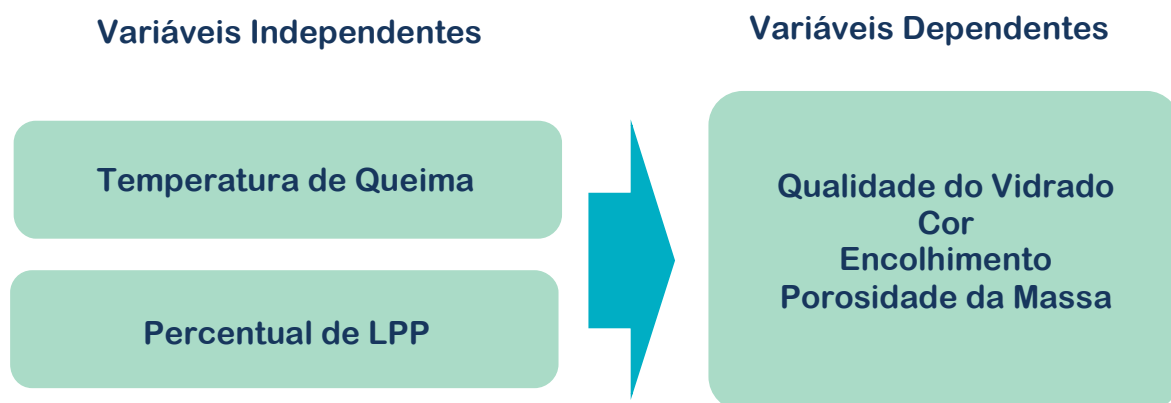 Variáveis Independentes
Temperatura de Queima
Percentual de LPP
Variáveis Dependentes
Qualidade do Vidrado
Cor
Encolhimento
Porosidade da Massa